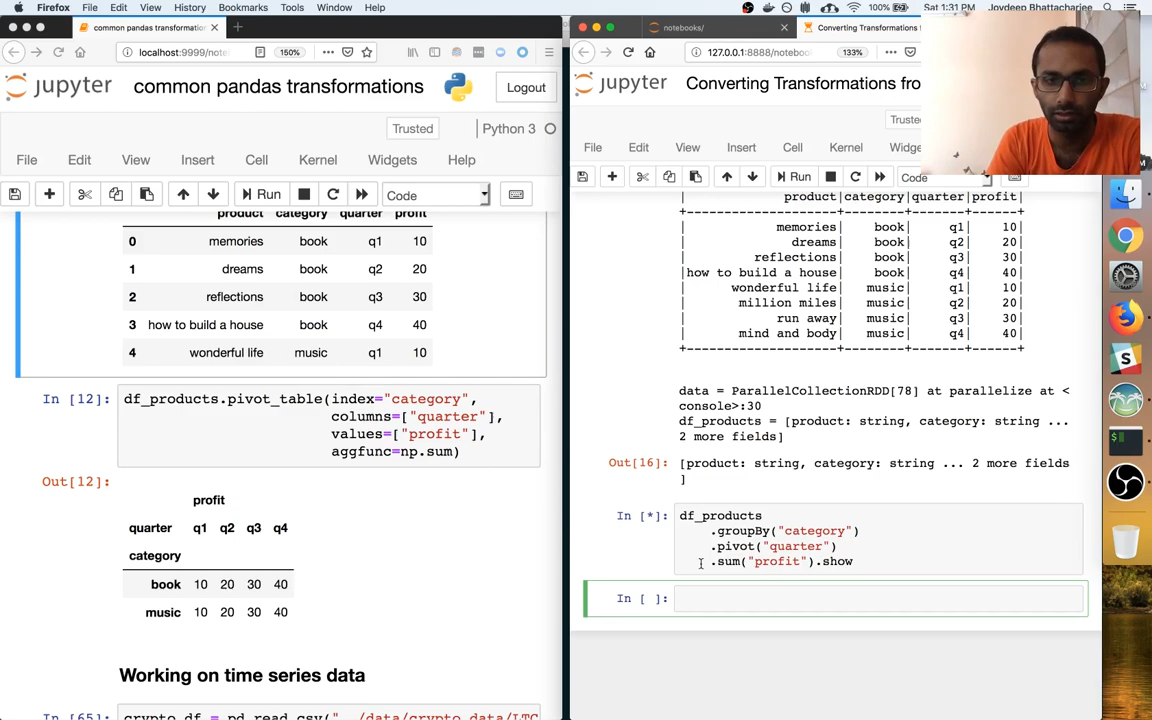 Firefox File Edit View History Bookmarks Tools Window Help
100% Sat 1:31 PM Joydeep Bhattacharjee
common pandas transformation
localhost:9999/note
150%
jupyter common pandas transformations
Logout
Trusted
Python 3
File Edit View Insert Cell Kernel Widgets Help
Run
Code
product category quarter profit
0 memories book q1 10
1 dreams book q2 20
2 reflections book q3 30
3 how to build a house book q4 40
4 wonderful life music q1 10
In [12]: df_products.pivot_table(index="category",
columns=["quarter"],
values=["profit"],
aggfunc=np.sum)
Out[12]:
profit
quarter q1 q2 q3 q4
category
book 10 20 30 40
music 10 20 30 40
Working on time series data
In [65]: crypto_df = pd.read_csv("../data/crypto_data/LTC
notebooks/
Converting Transformations f
127.0.0.1:8888/noteboo
133%
jupyter Converting Transformations fro
Trusted
File Edit View Insert Cell Kernel Widge
Run
Code
| product|category|quarter|profit|
+--------------------+--------+-------+------+
| memories| book| q1| 10|
| dreams| book| q2| 20|
| reflections| book| q3| 30|
|how to build a house| book| q4| 40|
| wonderful life| music| q1| 10|
| million miles| music| q2| 20|
| run away| music| q3| 30|
| mind and body| music| q4| 40|
+--------------------+--------+-------+------+
data = ParallelCollectionRDD[78] at parallelize at <
console>:30
df_products = [product: string, category: string ...
2 more fields]
Out[16]: [product: string, category: string ... 2 more fields
]
In [*]: df_products
.groupBy("category")
.pivot("quarter")
.sum("profit").show
In [ ]: